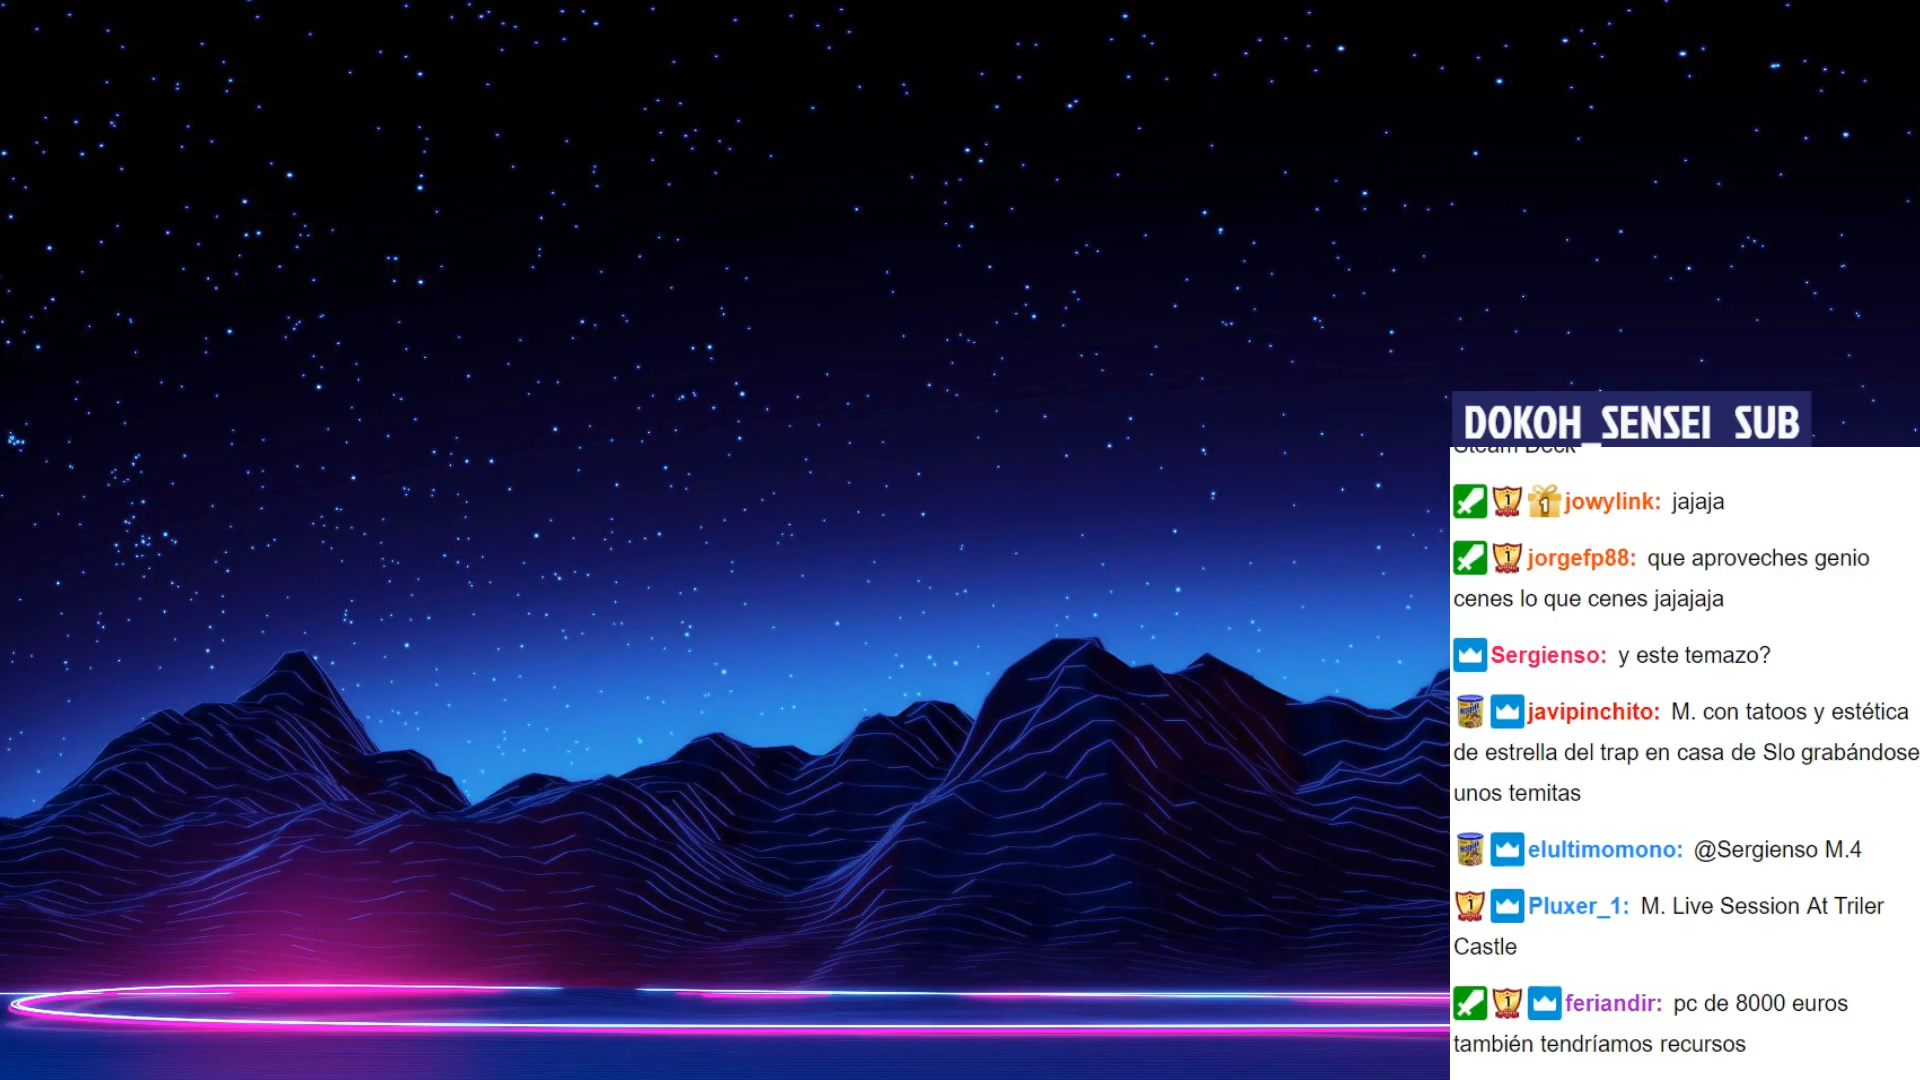 DOKOH_SENSEI SUB
Steam Deck
jowylink: jajaja
jorgefp88: que aproveches genio
cenes lo que cenes jajajaja
Sergienso: y este temazo?
javipinchito: M. con tatoos y estética
de estrella del trap en casa de Slo grabándose
unos temitas
elultimomono: @Sergienso M.4
Pluxer_1: M. Live Session At Triler
Castle
feriandir: pc de 8000 euros
también tendríamos recursos